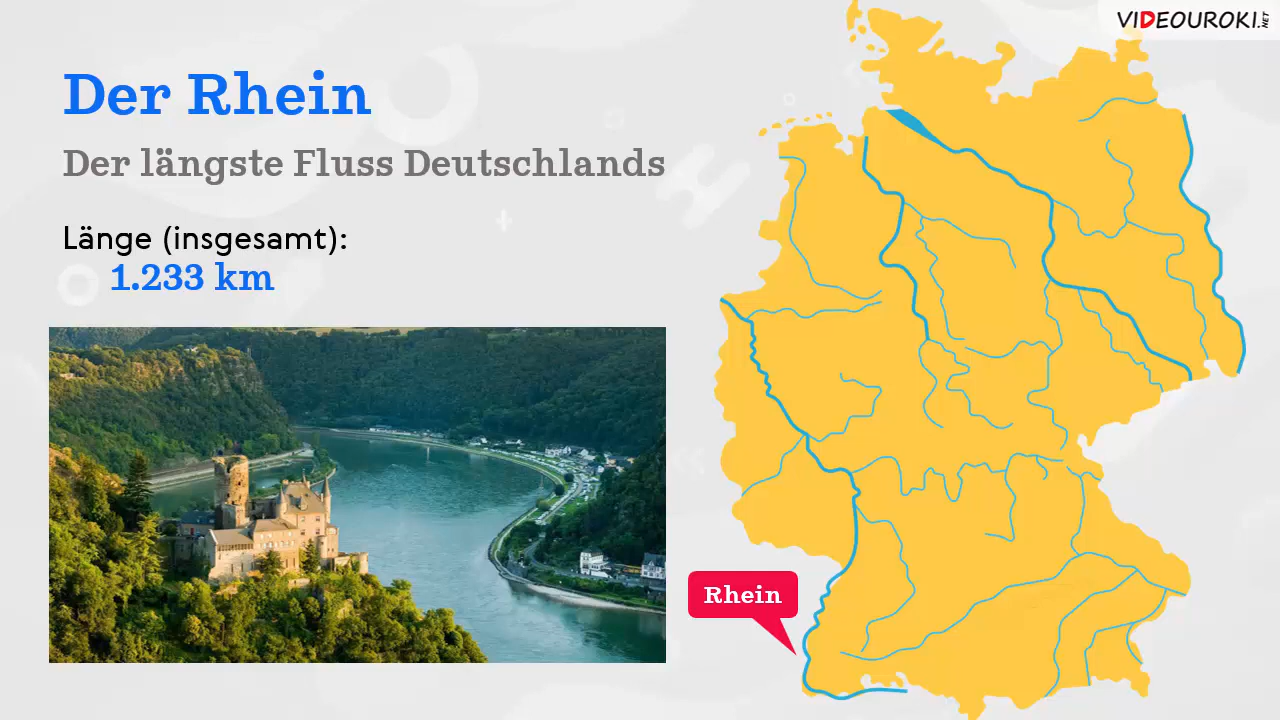 VIDEOUROKI.NET
Der Rhein
Der längste Fluss Deutschlands
Länge (insgesamt):
1.233 km
Rhein